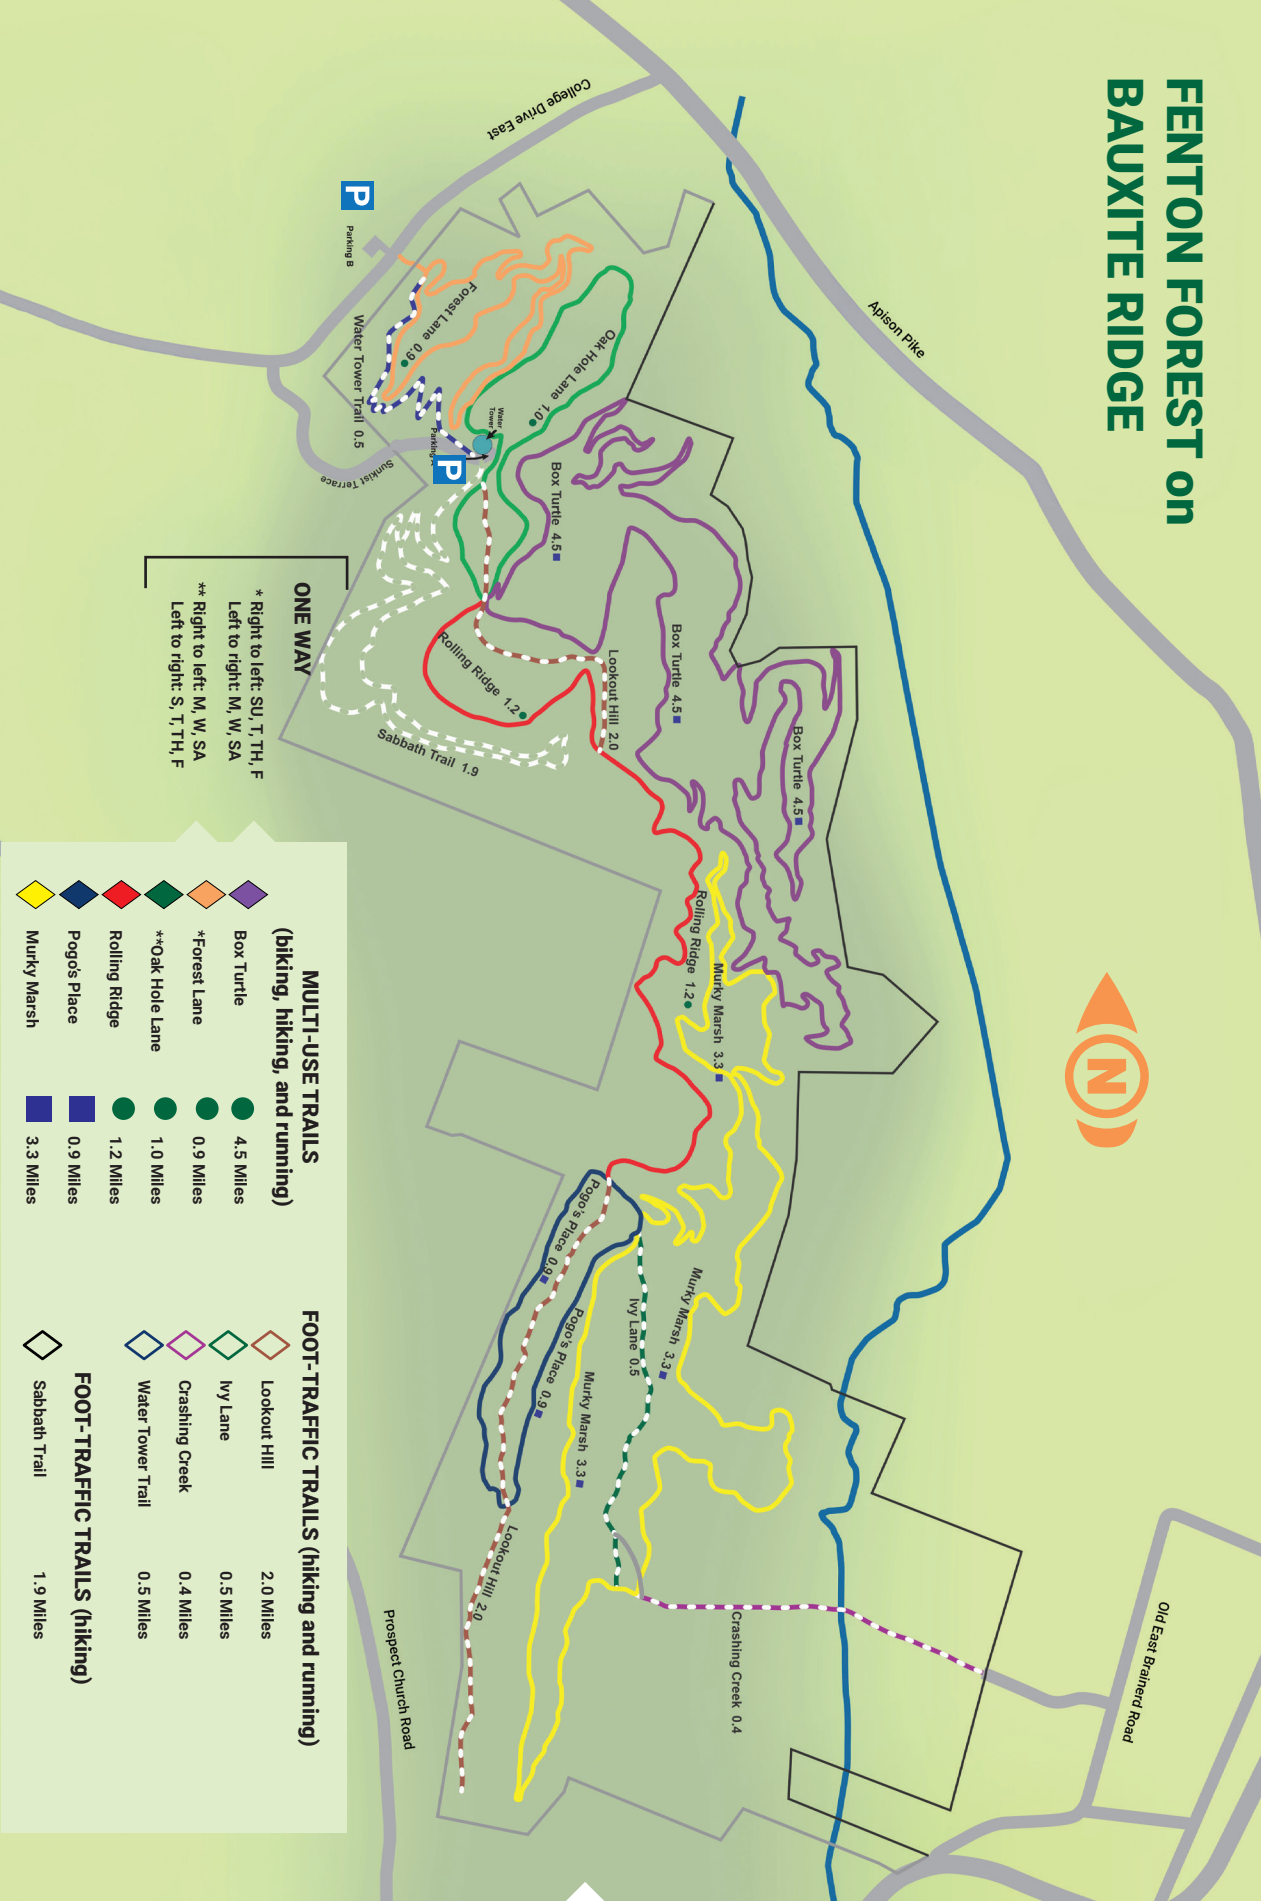 FENTON FOREST on
BAUXITE RIDGE
N
College Drive East
Apison Pike
P
Parking B
Forest Lane 0.9
Water Tower Trail 0.5
Oak Hole Lane 1.0
Water
Tower
P
Sunkist Terrace
Box Turtle 4.5
Box Turtle 4.5
Box Turtle 4.5
Lookout Hill 2.0
Rolling Ridge 1.2
Sabbath Trail 1.9
Rolling Ridge 1.2
Murky Marsh 3.3
Pogo's Place 0.9
Pogo's Place 0.9
Ivy Lane 0.5
Murky Marsh 3.3
Murky Marsh 3.3
Lookout Hill 2.0
Crashing Creek 0.4
Old East Brainerd Road
Prospect Church Road
ONE WAY
* Right to left: SU, T, TH, F
Left to right: M, W, SA
** Right to left: M, W, SA
Left to right: S, T, TH, F
MULTI-USE TRAILS
(biking, hiking, and running)
Box Turtle 4.5 Miles
*Forest Lane 0.9 Miles
**Oak Hole Lane 1.0 Miles
Rolling Ridge 1.2 Miles
Pogo's Place 0.9 Miles
Murky Marsh 3.3 Miles
FOOT-TRAFFIC TRAILS (hiking and running)
Lookout HIll 2.0 Miles
Ivy Lane 0.5 Miles
Crashing Creek 0.4 Miles
Water Tower Trail 0.5 Miles
FOOT-TRAFFIC TRAILS (hiking)
Sabbath Trail 1.9 Miles